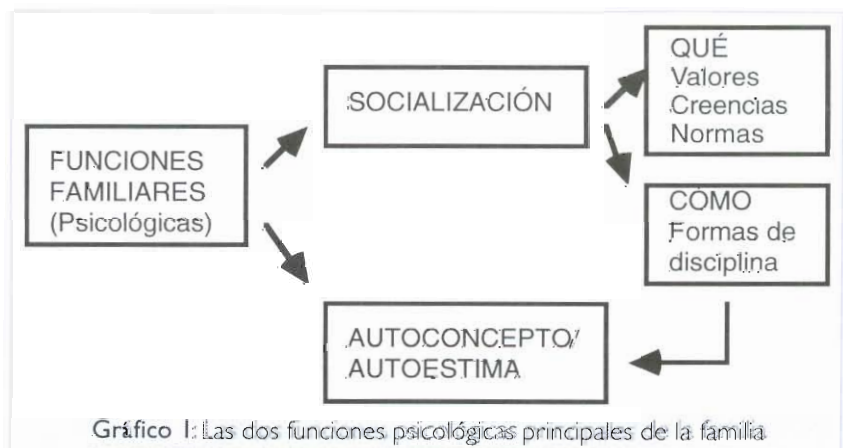 FUNCIONES
FAMILIARES
(Psicológicas)
SOCIALIZACIÓN
QUÉ
Valores
Creencias
Normas
CÓMO
Formas de
disciplina
AUTOCONCEPTO/
AUTOESTIMA
Gráfico 1: Las dos funciones psicológicas principales de la familia